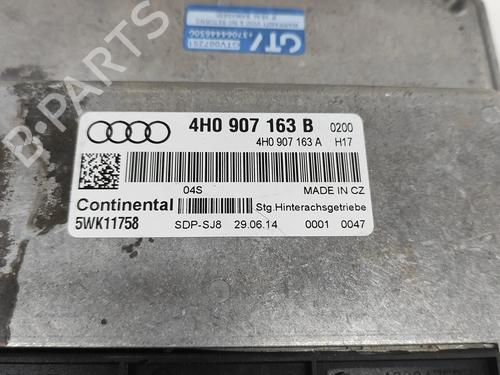 GTV
4H0 907 163 B 0200
4H0 907 163 A H17
04S MADE IN CZ
Continental Stg.Hinterachsgetriebe
5WK11758 SDP-SJ8 29.06.14 0001 0047